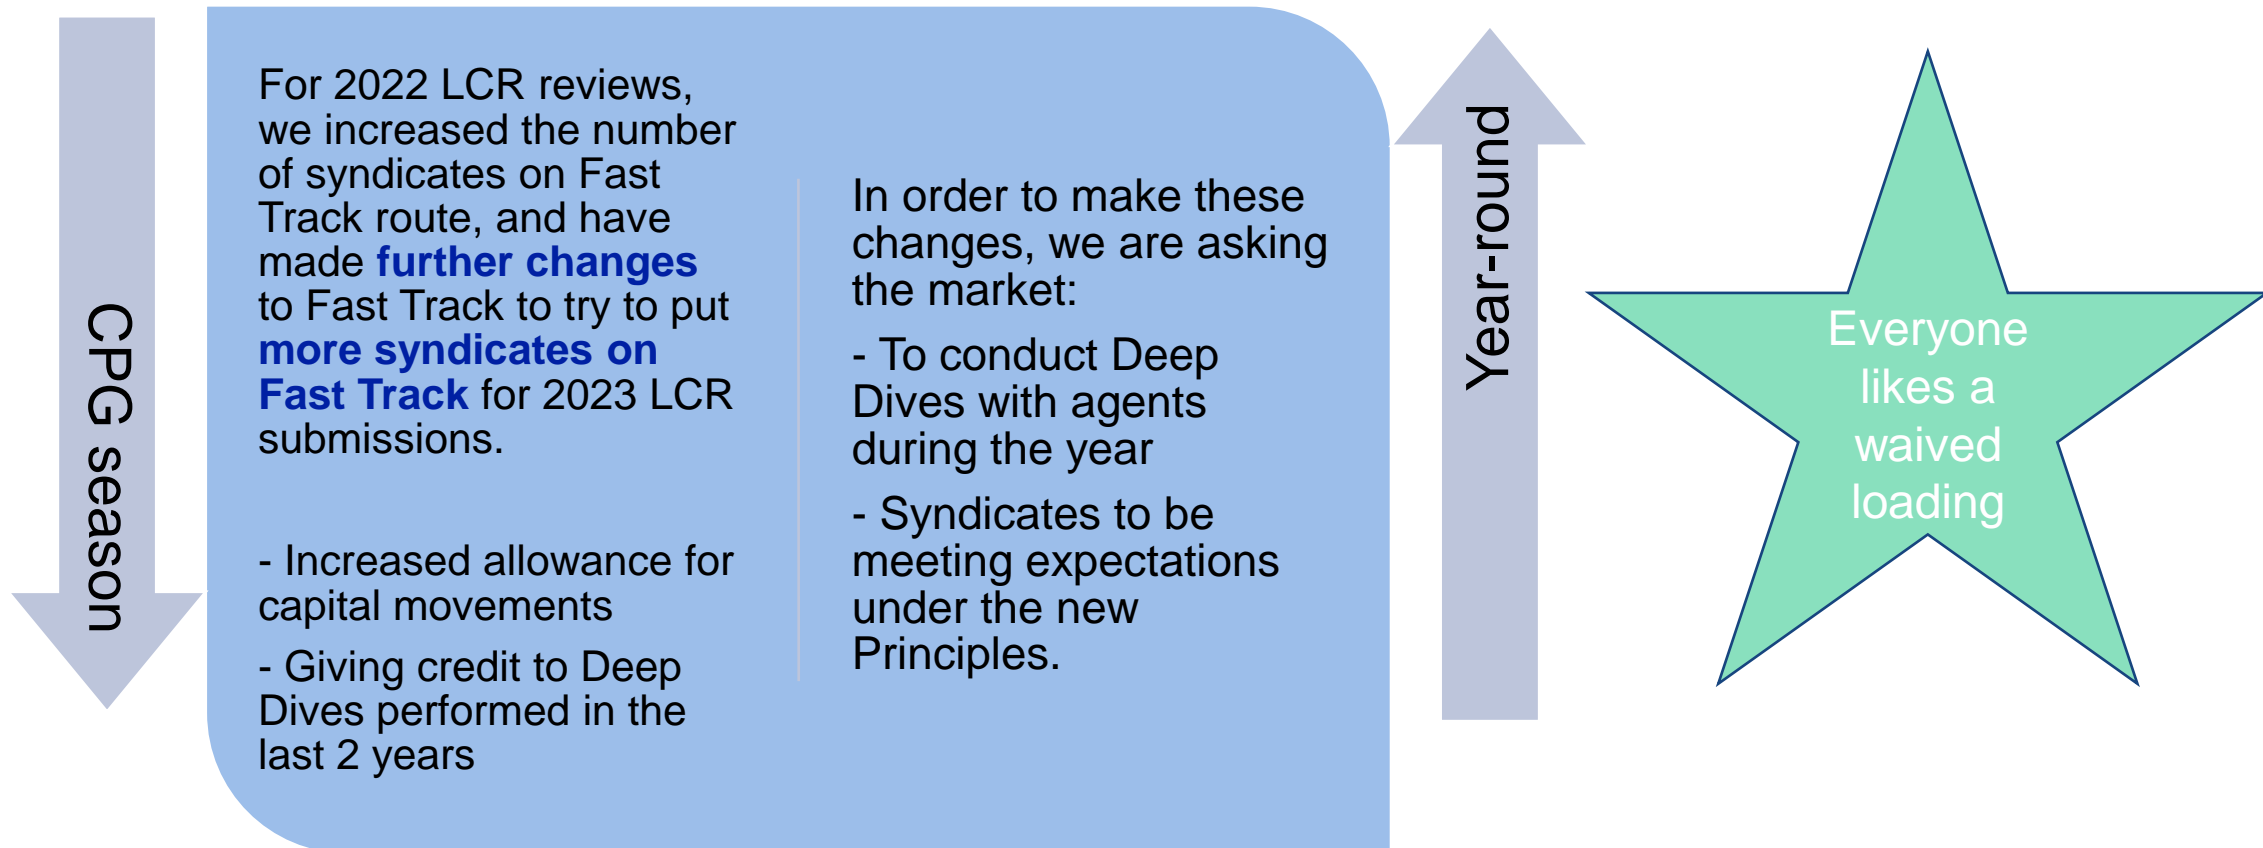 CPG season
For 2022 LCR reviews,
we increased the number
of syndicates on Fast
Track route, and have
made further changes
to Fast Track to try to put
more syndicates on
Fast Track for 2023 LCR
submissions.
- Increased allowance for
capital movements
- Giving credit to Deep
Dives performed in the
last 2 years
In order to make these
changes, we are asking
the market:
- To conduct Deep
Dives with agents
during the year
- Syndicates to be
meeting expectations
under the new
Principles.
Year-round
Everyone
likes a
waived
loading